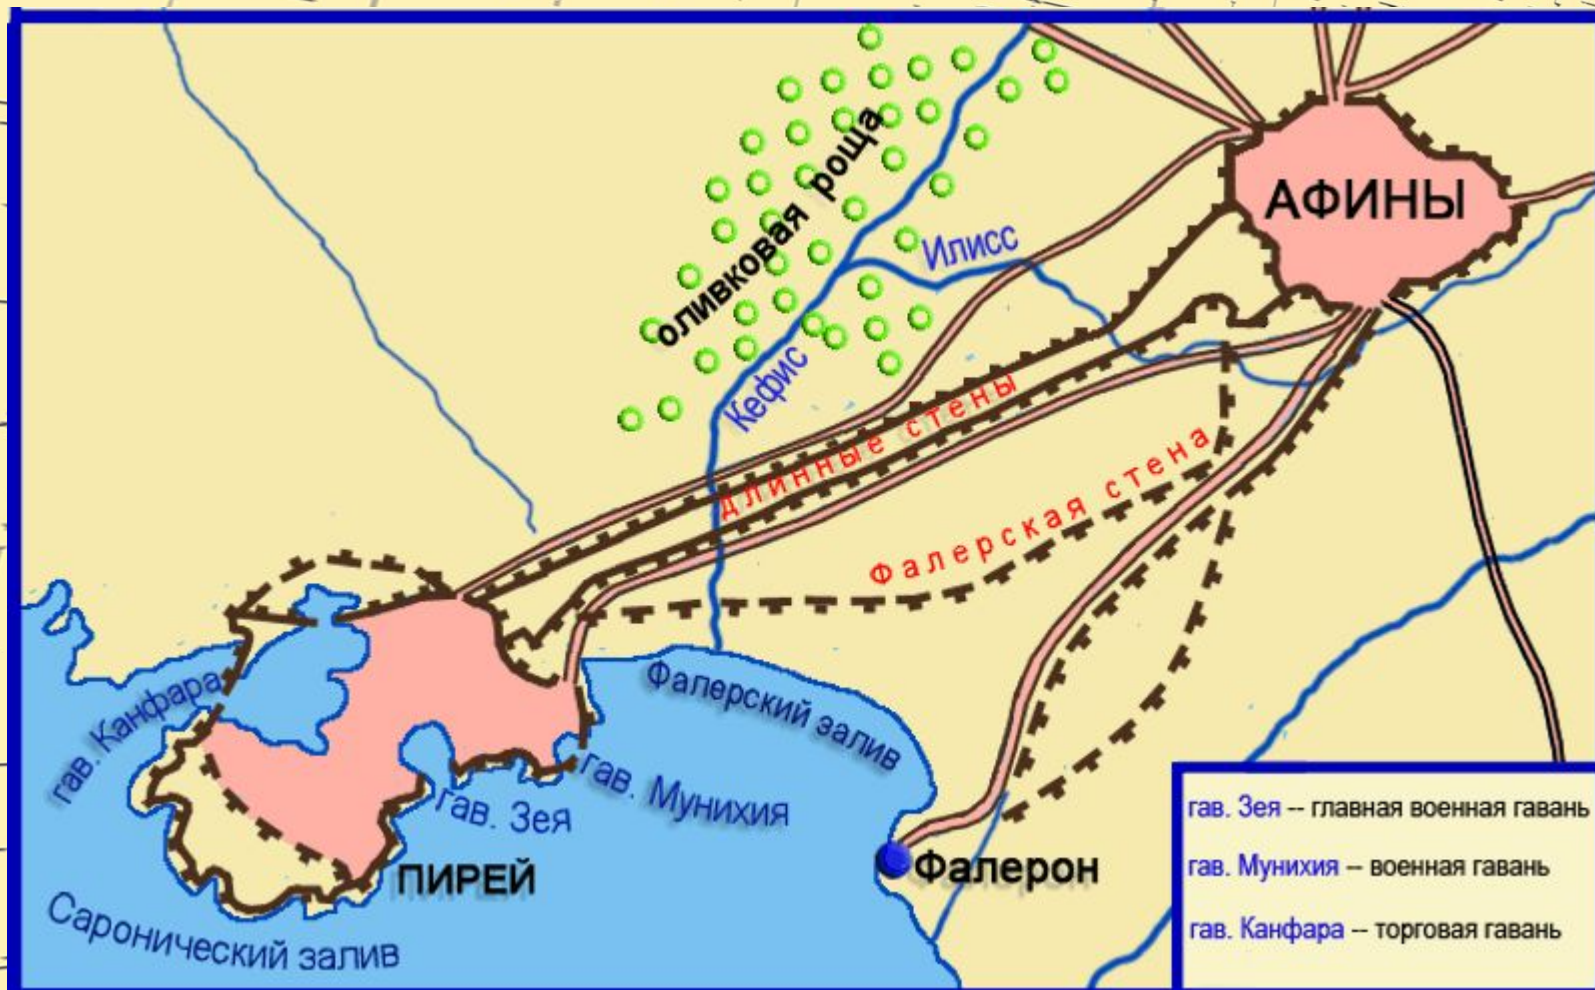 оливковая роща
АФИНЫ
Илисс
Кефис
длинные стены
Фалерская стена
гав. Канфара
Фалерский залив
гав. Зея
гав. Мунихия
ПИРЕЙ
Фалерон
Саронический залив
гав. Зея -- главная военная гавань
гав. Мунихия -- военная гавань
гав. Канфара -- торговая гавань